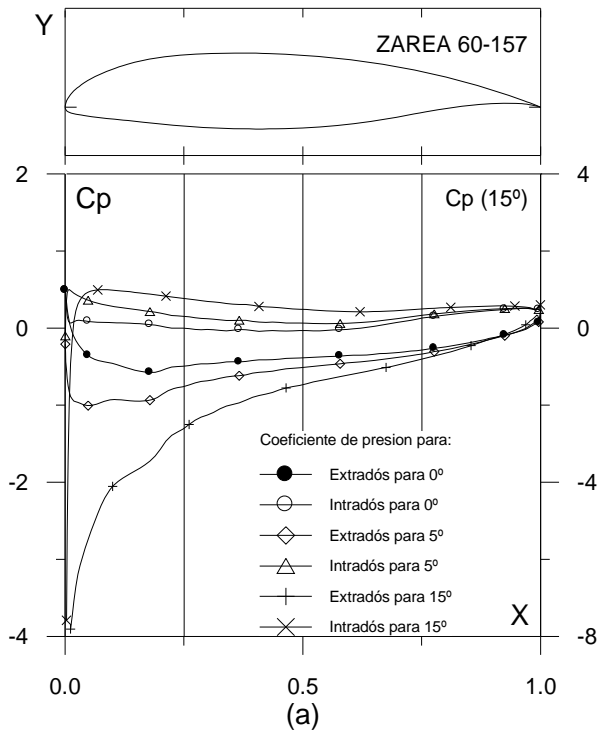 Y
ZAREA 60-157
2
4
Cp
Cp (15º)
0
0
Coeficiente de presion para:
Extradós para 0º
Intradós para 0º
-2
-4
Extradós para 5º
Intradós para 5º
Extradós para 15º
Intradós para 15º
X
-4
-8
0.0
0.5
1.0
(a)